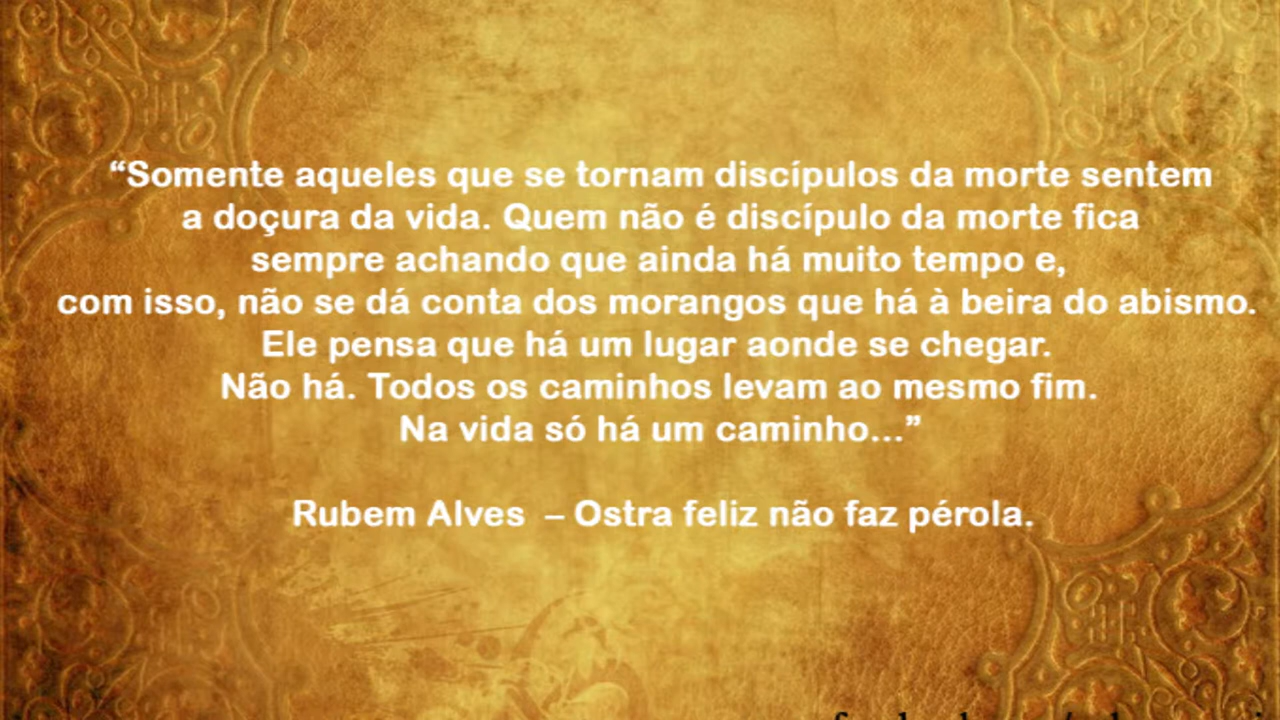 “Somente aqueles que se tornam discípulos da morte sentem
a doçura da vida. Quem não é discípulo da morte fica
sempre achando que ainda há muito tempo e,
com isso, não se dá conta dos morangos que há à beira do abismo.
Ele pensa que há um lugar aonde se chegar.
Não há. Todos os caminhos levam ao mesmo fim.
Na vida só há um caminho...”
Rubem Alves – Ostra feliz não faz pérola.